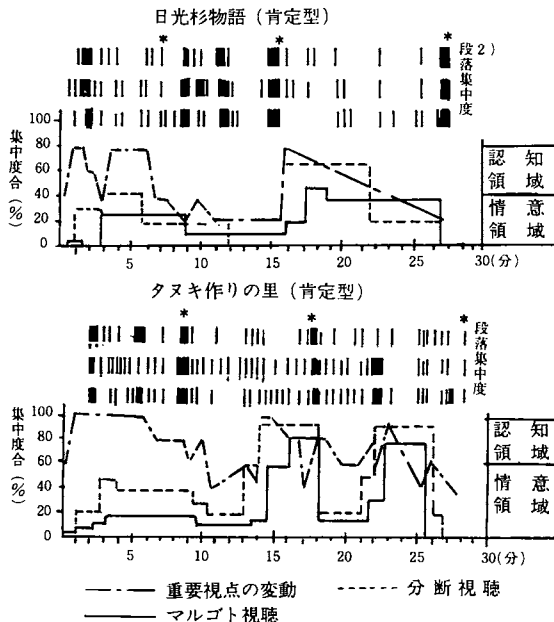 日光杉物語(肯定型)
* * *
段落集中度 2)
集中度合(%)
100
80
60
40
20
0
5 10 15 20 25 30(分)
認知領域
情意領域
タヌキ作りの里(肯定型)
* * *
段落集中度
集中度合(%)
100
80
60
40
20
0
5 10 15 20 25 30(分)
認知領域
情意領域
重要視点の変動 分断視聴
マルゴト視聴